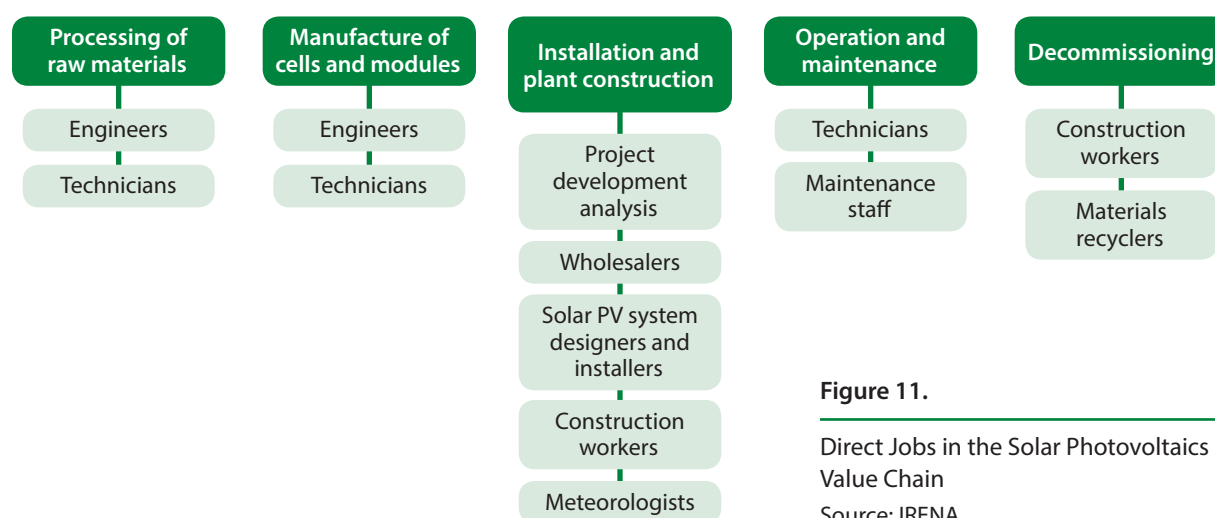 Processing of
raw materials
Engineers
Technicians
Manufacture of
cells and modules
Engineers
Technicians
Installation and
plant construction
Project
development
analysis
Wholesalers
Solar PV system
designers and
installers
Construction
workers
Meteorologists
Operation and
maintenance
Technicians
Maintenance
staff
Decommissioning
Construction
workers
Materials
recyclers
Figure 11.
Direct Jobs in the Solar Photovoltaics
Value Chain
Source: IRENA